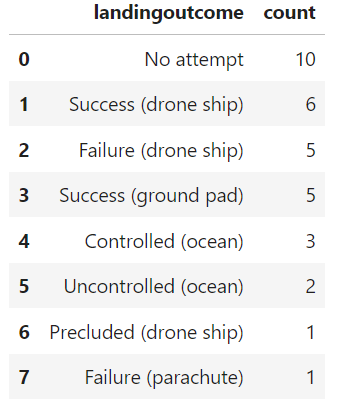 landingoutcome count
0 No attempt 10
1 Success (drone ship) 6
2 Failure (drone ship) 5
3 Success (ground pad) 5
4 Controlled (ocean) 3
5 Uncontrolled (ocean) 2
6 Precluded (drone ship) 1
7 Failure (parachute) 1